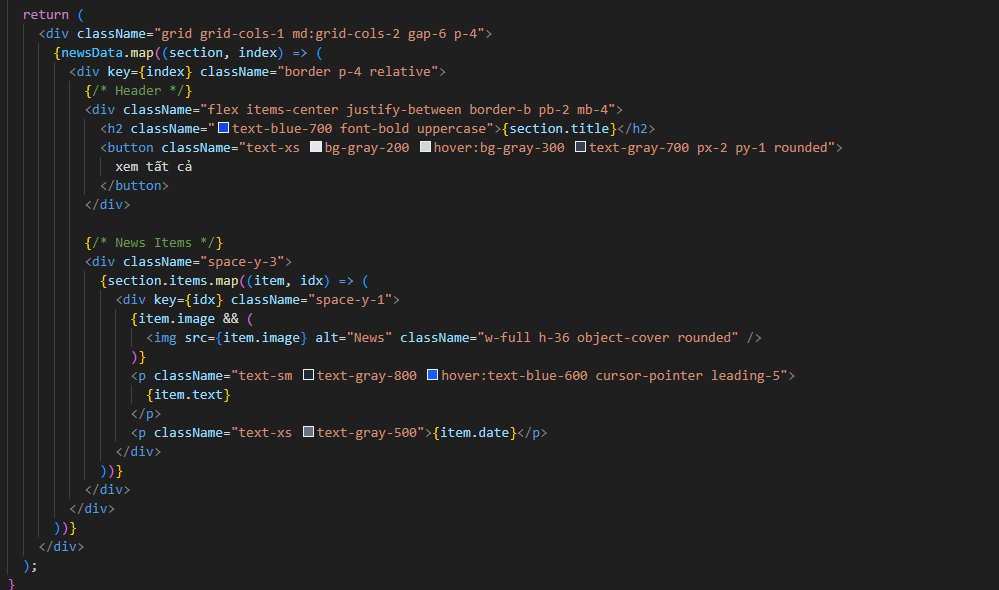 return (
<div className="grid grid-cols-1 md:grid-cols-2 gap-6 p-4">
{newsData.map((section, index) => (
<div key={index} className="border p-4 relative">
{/* Header */}
<div className="flex items-center justify-between border-b pb-2 mb-4">
<h2 className="text-blue-700 font-bold uppercase">{section.title}</h2>
<button className="text-xs bg-gray-200 hover:bg-gray-300 text-gray-700 px-2 py-1 rounded">
xem tất cả
</button>
</div>
{/* News Items */}
<div className="space-y-3">
{section.items.map((item, idx) => (
<div key={idx} className="space-y-1">
{item.image && (
<img src={item.image} alt="News" className="w-full h-36 object-cover rounded" />
)}
<p className="text-sm text-gray-800 hover:text-blue-600 cursor-pointer leading-5">
{item.text}
</p>
<p className="text-xs text-gray-500">{item.date}</p>
</div>
))}
</div>
</div>
))}
</div>
);
}